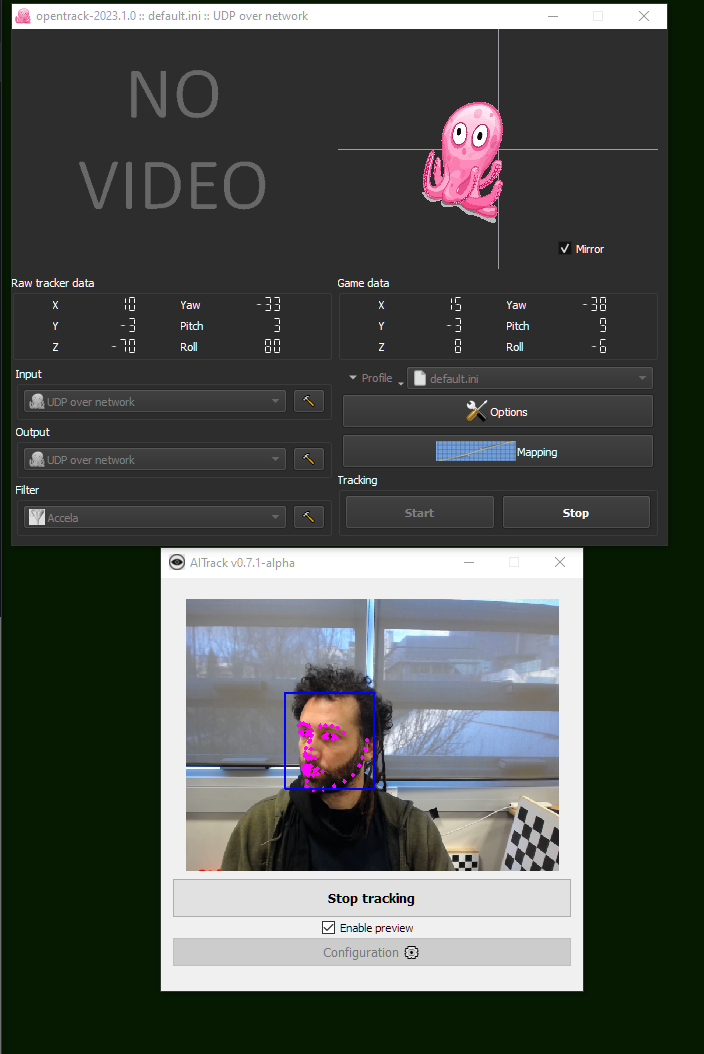 opentrack-2023.1.0 :: default.ini :: UDP over network
NO
VIDEO
Mirror
Raw tracker data
X 10 Yaw -33
Y -3 Pitch 3
Z -70 Roll 80
Game data
X 15 Yaw -38
Y -3 Pitch 9
Z 8 Roll -6
Input
UDP over network
Output
UDP over network
Filter
Accela
Profile default.ini
Options
Mapping
Tracking
Start Stop
AITrack v0.7.1-alpha
Stop tracking
Enable preview
Configuration